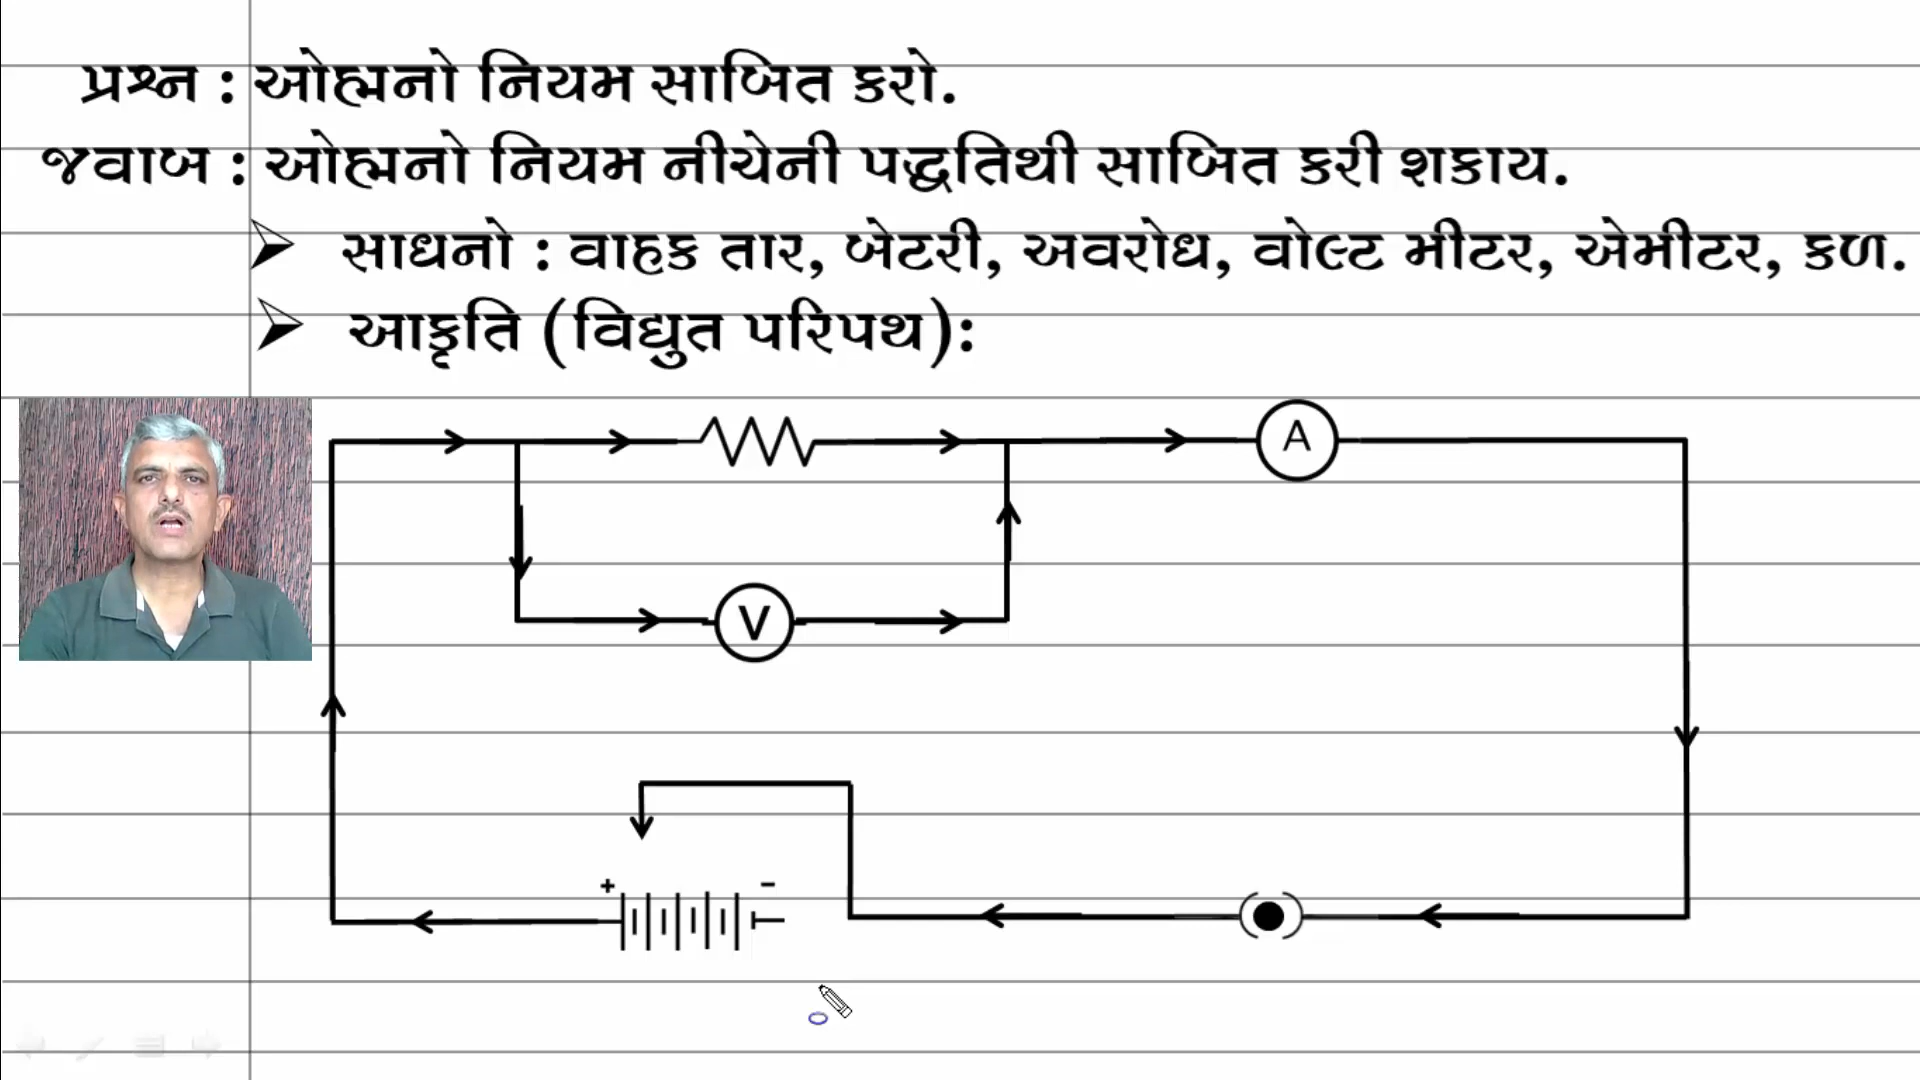 પ્રશ્ન : ઓહ્મનો નિયમ સાબિત કરો.
જવાબ : ઓહ્મનો નિયમ નીચેની પદ્ધતિથી સાબિત કરી શકાય.
➢ સાધનો : વાહક તાર, બેટરી, અવરોધ, વોલ્ટ મીટર, એમીટર, કળ.
➢ આકૃતિ (વિદ્યુત પરિપથ):
A
V
+ −